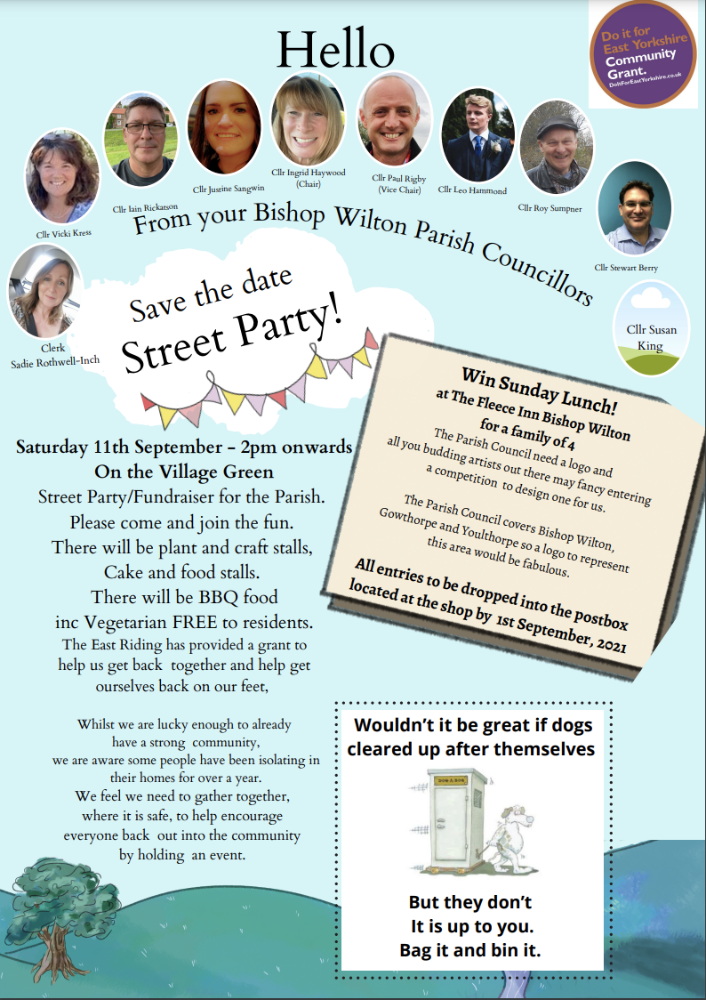 Hello
Do it for
East Yorkshire
Community
Grant.
DoItForEastYorkshire.co.uk
Cllr Vicki Kress
Cllr Iain Rickatson
Cllr Justine Sangwin
Cllr Ingrid Haywood
(Chair)
Cllr Paul Rigby
(Vice Chair)
Cllr Leo Hammond
Cllr Roy Sumpner
Cllr Stewart Berry
Cllr Susan
King
Clerk
Sadie Rothwell-Inch
From your Bishop Wilton Parish Councillors
Save the date
Street Party!
Saturday 11th September - 2pm onwards
On the Village Green
Street Party/Fundraiser for the Parish.
Please come and join the fun.
There will be plant and craft stalls,
Cake and food stalls.
There will be BBQ food
inc Vegetarian FREE to residents.
The East Riding has provided a grant to
help us get back together and help get
ourselves back on our feet,
Whilst we are lucky enough to already
have a strong community,
we are aware some people have been isolating in
their homes for over a year.
We feel we need to gather together,
where it is safe, to help encourage
everyone back out into the community
by holding an event.
Win Sunday Lunch!
at The Fleece Inn Bishop Wilton
for a family of 4
The Parish Council need a logo and
all you budding artists out there may fancy entering
a competition to design one for us.
The Parish Council covers Bishop Wilton,
Gowthorpe and Youlthorpe so a logo to represent
this area would be fabulous.
All entries to be dropped into the postbox
located at the shop by 1st September, 2021
Wouldn't it be great if dogs
cleared up after themselves
DOG-A-BOG
But they don't
It is up to you.
Bag it and bin it.